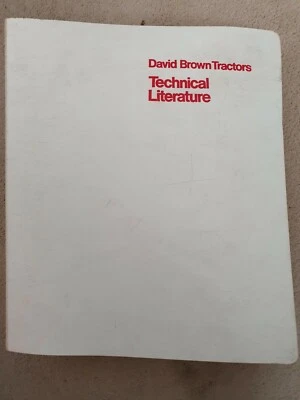 David Brown Tractors
Technical
Literature